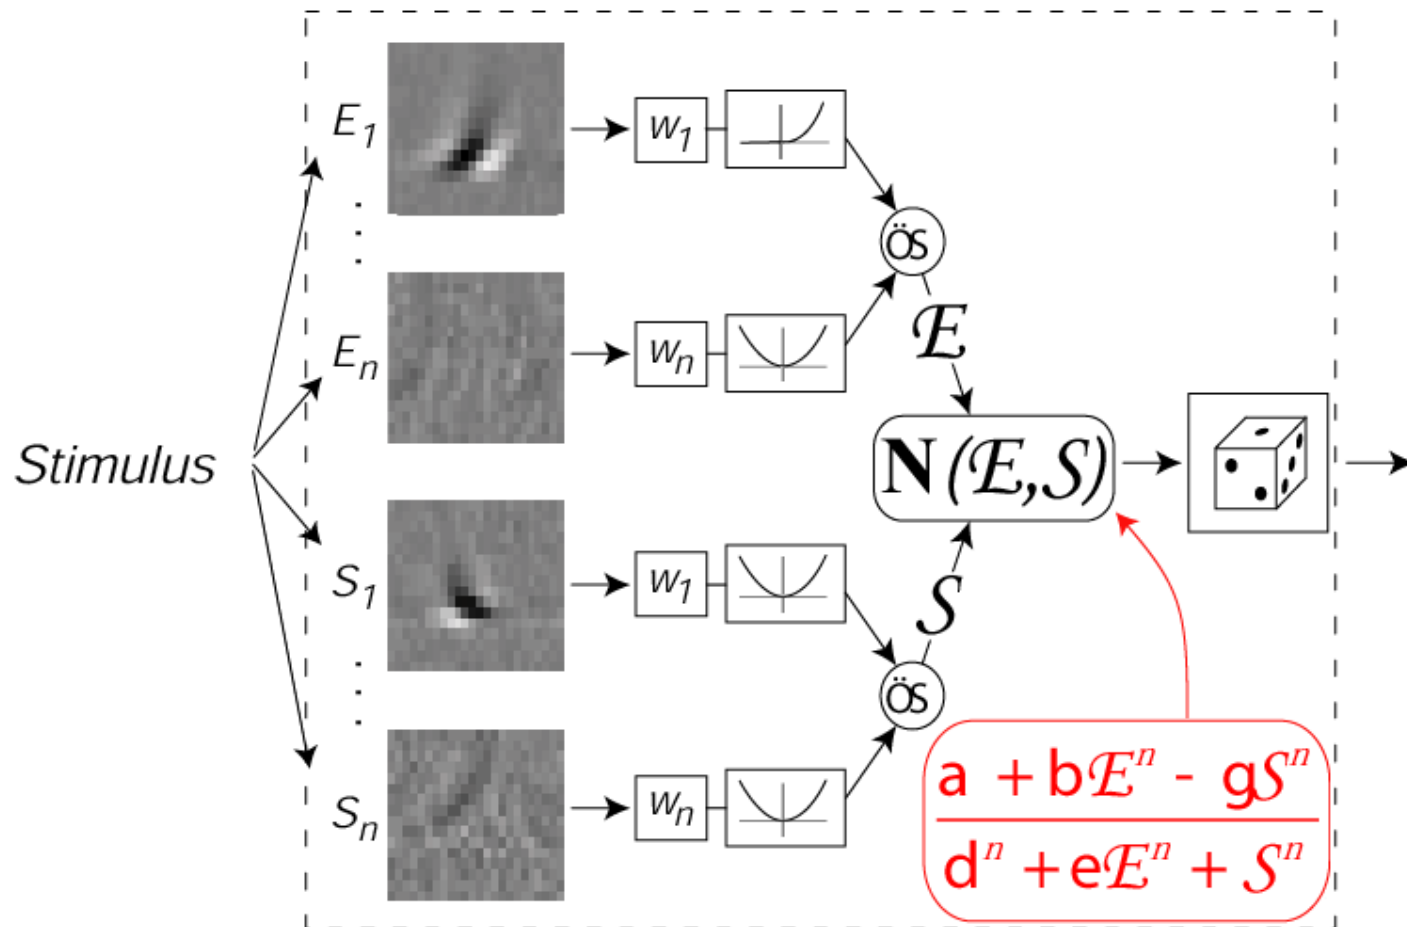 E1
w1
ÖS
En
wn
E
Stimulus
N(E,S)
S1
w1
S
ÖS
Sn
wn
a + bEⁿ - gSⁿ
dⁿ + eEⁿ + Sⁿ